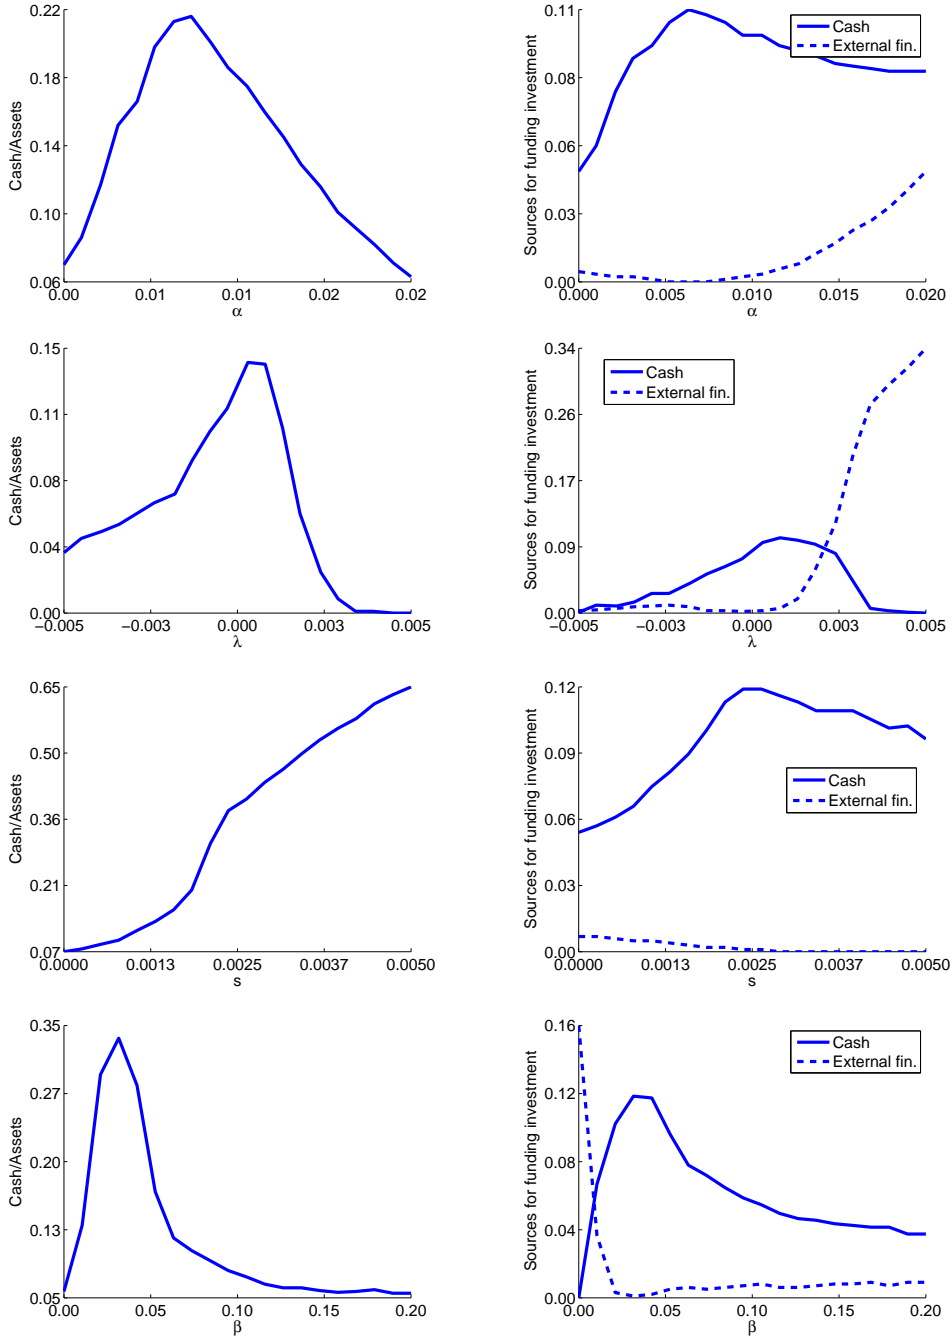 0.22
0.18
0.14
0.10
0.06
Cash/Assets
0.00 0.01 0.01 0.02 0.02
α
0.11
0.08
0.06
0.03
0.00
Sources for funding investment
Cash
External fin.
0.000 0.005 0.010 0.015 0.020
α
0.15
0.11
0.08
0.04
0.00
Cash/Assets
−0.005 −0.003 0.000 0.003 0.005
λ
0.34
0.26
0.17
0.09
0.00
Sources for funding investment
Cash
External fin.
−0.005 −0.003 0.000 0.003 0.005
λ
0.65
0.50
0.36
0.21
0.07
Cash/Assets
0.0000 0.0013 0.0025 0.0037 0.0050
s
0.12
0.09
0.06
0.03
0.00
Sources for funding investment
Cash
External fin.
0.0000 0.0013 0.0025 0.0037 0.0050
s
0.35
0.27
0.20
0.13
0.05
Cash/Assets
0.00 0.05 0.10 0.15 0.20
β
0.16
0.12
0.08
0.04
0.00
Sources for funding investment
Cash
External fin.
0.00 0.05 0.10 0.15 0.20
β